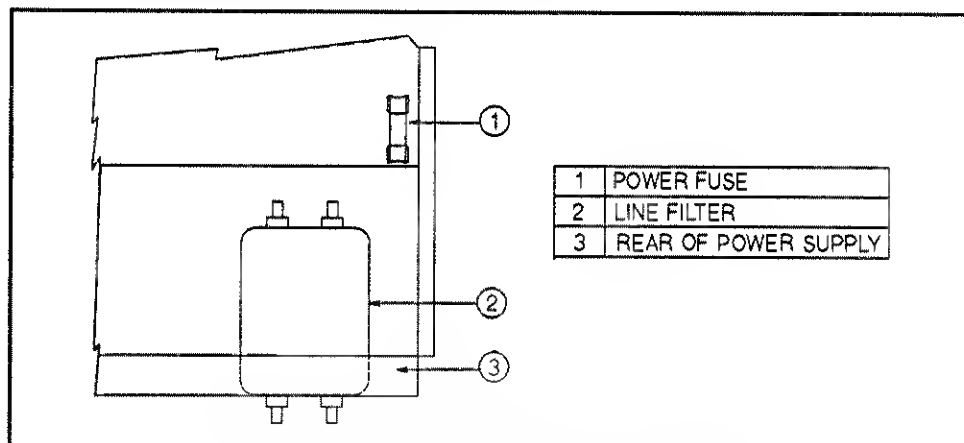 1
2
3
1 POWER FUSE
2 LINE FILTER
3 REAR OF POWER SUPPLY